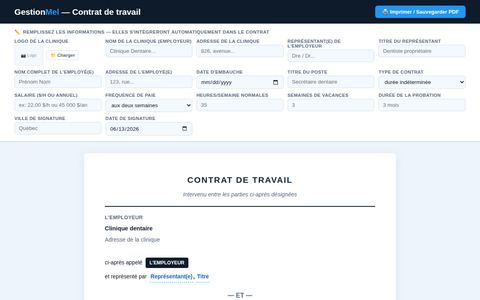 GestionMel — Contrat de travail
🖨️ Imprimer / Sauvegarder PDF
✏️ REMPLISSEZ LES INFORMATIONS — ELLES S'INTÉGRERONT AUTOMATIQUEMENT DANS LE CONTRAT
LOGO DE LA CLINIQUE
📷 Logo
📁 Charger
NOM DE LA CLINIQUE (EMPLOYEUR)
Clinique Dentaire...
ADRESSE DE LA CLINIQUE
$26, avenue...
REPRÉSENTANT(E) DE L'EMPLOYEUR
Dre / Dr...
TITRE DU REPRÉSENTANT
Dentiste propriétaire
NOM COMPLET DE L'EMPLOYÉ(E)
Prénom Nom
ADRESSE DE L'EMPLOYÉ(E)
123, rue...
DATE D'EMBAUCHE
mm/dd/yyyy
TITRE DU POSTE
Secrétaire dentaire
TYPE DE CONTRAT
durée indéterminée
SALAIRE ($/H OU ANNUEL)
ex: 22,00 $/h ou 45 000 $/an
FRÉQUENCE DE PAIE
aux deux semaines
HEURES/SEMAINE NORMALES
35
SEMAINES DE VACANCES
3
DURÉE DE LA PROBATION
3 mois
VILLE DE SIGNATURE
Québec
DATE DE SIGNATURE
06/13/2026
CONTRAT DE TRAVAIL
Intervenu entre les parties ci-après désignées
L'EMPLOYEUR
Clinique dentaire
Adresse de la clinique
ci-après appelé L'EMPLOYEUR
et représenté par Représentant(e), Titre
— ET —